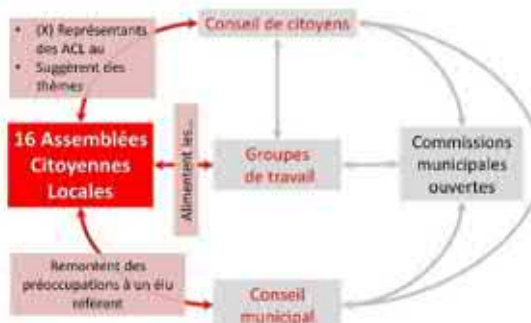 (X) Représentants
des ACL au
Suggèrent des
thèmes
Conseil de citoyens
16 Assemblées
Citoyennes
Locales
Alimentent les...
Groupes
de travail
Commissions
municipales
ouvertes
Remontent des
préoccupations à un élu
référent
Conseil
municipal